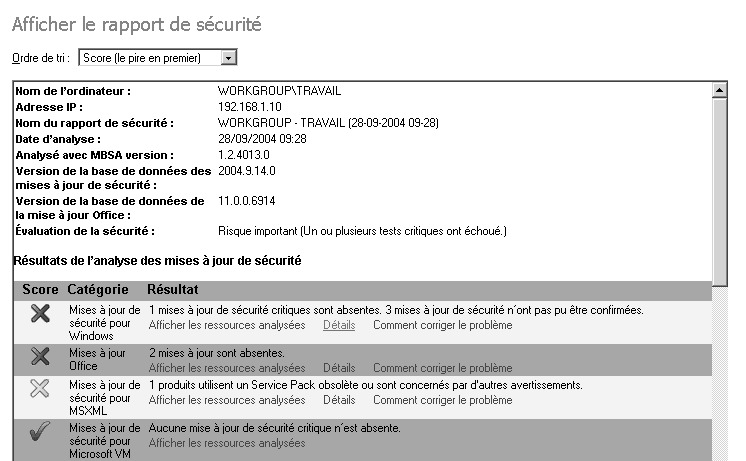 Afficher le rapport de sécurité
Ordre de tri : Score (le pire en premier)
Nom de l'ordinateur : WORKGROUP\TRAVAIL
Adresse IP : 192.168.1.10
Nom du rapport de sécurité : WORKGROUP - TRAVAIL (28-09-2004 09-28)
Date d'analyse : 28/09/2004 09:28
Analysé avec MBSA version : 1.2.4013.0
Version de la base de données des 2004.9.14.0
mises à jour de sécurité :
Version de la base de données de 11.0.0.6914
la mise à jour Office :
Évaluation de la sécurité : Risque important (Un ou plusieurs tests critiques ont échoué.)
Résultats de l'analyse des mises à jour de sécurité
Score Catégorie Résultat
Mises à jour de 1 mises à jour de sécurité critiques sont absentes. 3 mises à jour de sécurité n´ont pas pu être confirmées.
sécurité pour Afficher les ressources analysées Détails Comment corriger le problème
Windows
Mises à jour 2 mises à jour sont absentes.
Office Afficher les ressources analysées Détails Comment corriger le problème
Mises à jour de 1 produits utilisent un Service Pack obsolète ou sont concernés par d'autres avertissements.
sécurité pour Afficher les ressources analysées Détails Comment corriger le problème
MSXML
Mises à jour de Aucune mise à jour de sécurité critique n´est absente.
sécurité pour Afficher les ressources analysées
Microsoft VM